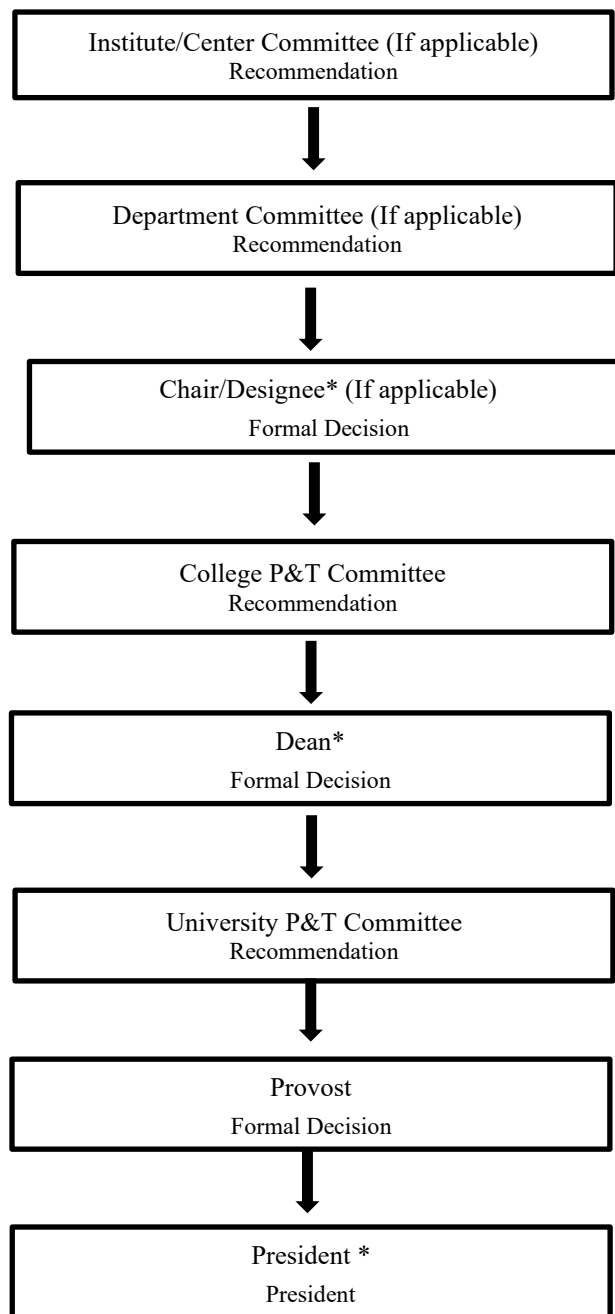 Institute/Center Committee (If applicable)
Recommendation
Department Committee (If applicable)
Recommendation
Chair/Designee* (If applicable)
Formal Decision
College P&T Committee
Recommendation
Dean*
Formal Decision
University P&T Committee
Recommendation
Provost
Formal Decision
President *
President